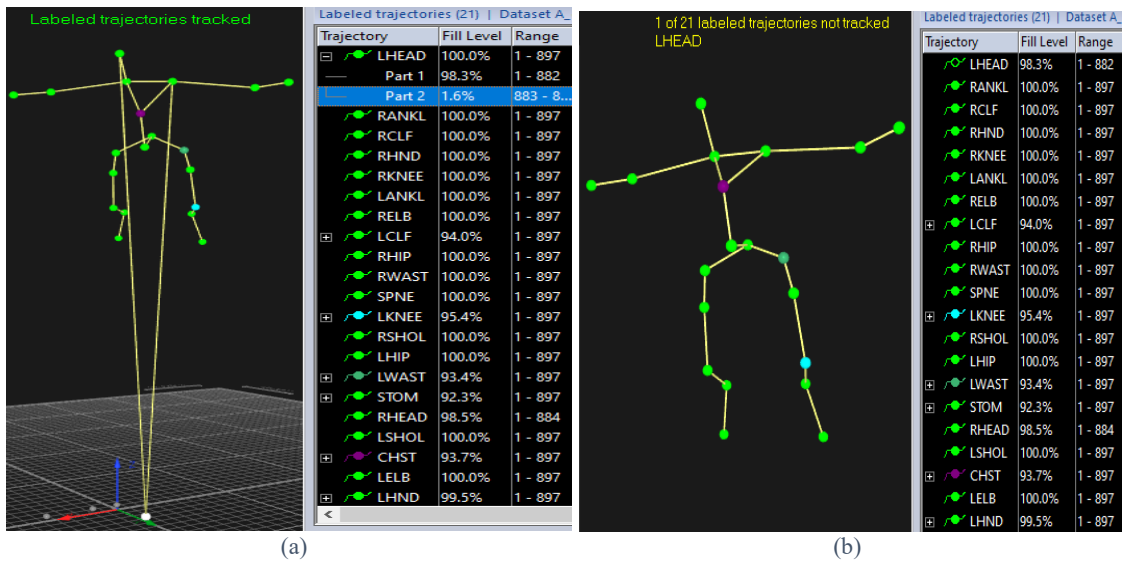 Labeled trajectories tracked
Labeled trajectories (21) | Dataset A_
Trajectory Fill Level Range
LHEAD 100.0% 1 - 897
Part 1 98.3% 1 - 882
Part 2 1.6% 883 - 8...
RANKL 100.0% 1 - 897
RCLF 100.0% 1 - 897
RHND 100.0% 1 - 897
RKNEE 100.0% 1 - 897
LANKL 100.0% 1 - 897
RELB 100.0% 1 - 897
LCLF 94.0% 1 - 897
RHIP 100.0% 1 - 897
RWAST 100.0% 1 - 897
SPNE 100.0% 1 - 897
LKNEE 95.4% 1 - 897
RSHOL 100.0% 1 - 897
LHIP 100.0% 1 - 897
LWAST 93.4% 1 - 897
STOM 92.3% 1 - 897
RHEAD 98.5% 1 - 884
LSHOL 100.0% 1 - 897
CHST 93.7% 1 - 897
LELB 100.0% 1 - 897
LHND 99.5% 1 - 897
(a)
1 of 21 labeled trajectories not tracked
LHEAD
Labeled trajectories (21) | Dataset A_
Trajectory Fill Level Range
LHEAD 98.3% 1 - 882
RANKL 100.0% 1 - 897
RCLF 100.0% 1 - 897
RHND 100.0% 1 - 897
RKNEE 100.0% 1 - 897
LANKL 100.0% 1 - 897
RELB 100.0% 1 - 897
LCLF 94.0% 1 - 897
RHIP 100.0% 1 - 897
RWAST 100.0% 1 - 897
SPNE 100.0% 1 - 897
LKNEE 95.4% 1 - 897
RSHOL 100.0% 1 - 897
LHIP 100.0% 1 - 897
LWAST 93.4% 1 - 897
STOM 92.3% 1 - 897
RHEAD 98.5% 1 - 884
LSHOL 100.0% 1 - 897
CHST 93.7% 1 - 897
LELB 100.0% 1 - 897
LHND 99.5% 1 - 897
(b)